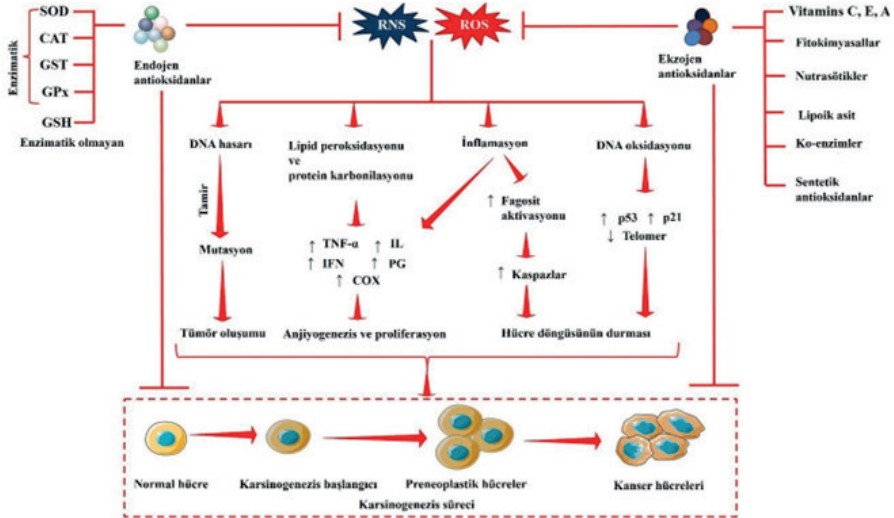 SOD
CAT
GST
GPx
GSH
Enzimatik
Enzimatik olmayan
Endojen
antioksidanlar
RNS
ROS
Ekzojen
antioksidanlar
Vitamins C, E, A
Fitokimyasallar
Nutrasötikler
Lipoik asit
Ko-enzimler
Sentetik
antioksidanlar
DNA hasarı
Tamir
Mutasyon
Tümör oluşumu
Lipid peroksidasyonu
ve
protein karbonilasyonu
↑ TNF-α ↑ IL
↑ IFN ↑ PG
↑ COX
Anjiyogenezis ve proliferasyon
İnflamasyon
↑ Fagosit
aktivasyonu
↑ Kaspazlar
DNA oksidasyonu
↑ p53 ↑ p21
↓ Telomer
Hücre döngüsünün durması
Normal hücre
Karsinogenezis başlangıcı
Preneoplastik hücreler
Kanser hücreleri
Karsinogenezis süreci